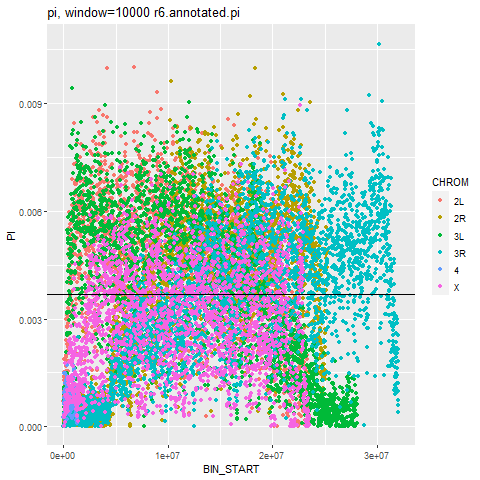 pi, window=10000 r6.annotated.pi
0.009
0.006
0.003
0.000
PI
0e+00
1e+07
2e+07
3e+07
BIN_START
CHROM
2L
2R
3L
3R
4
X